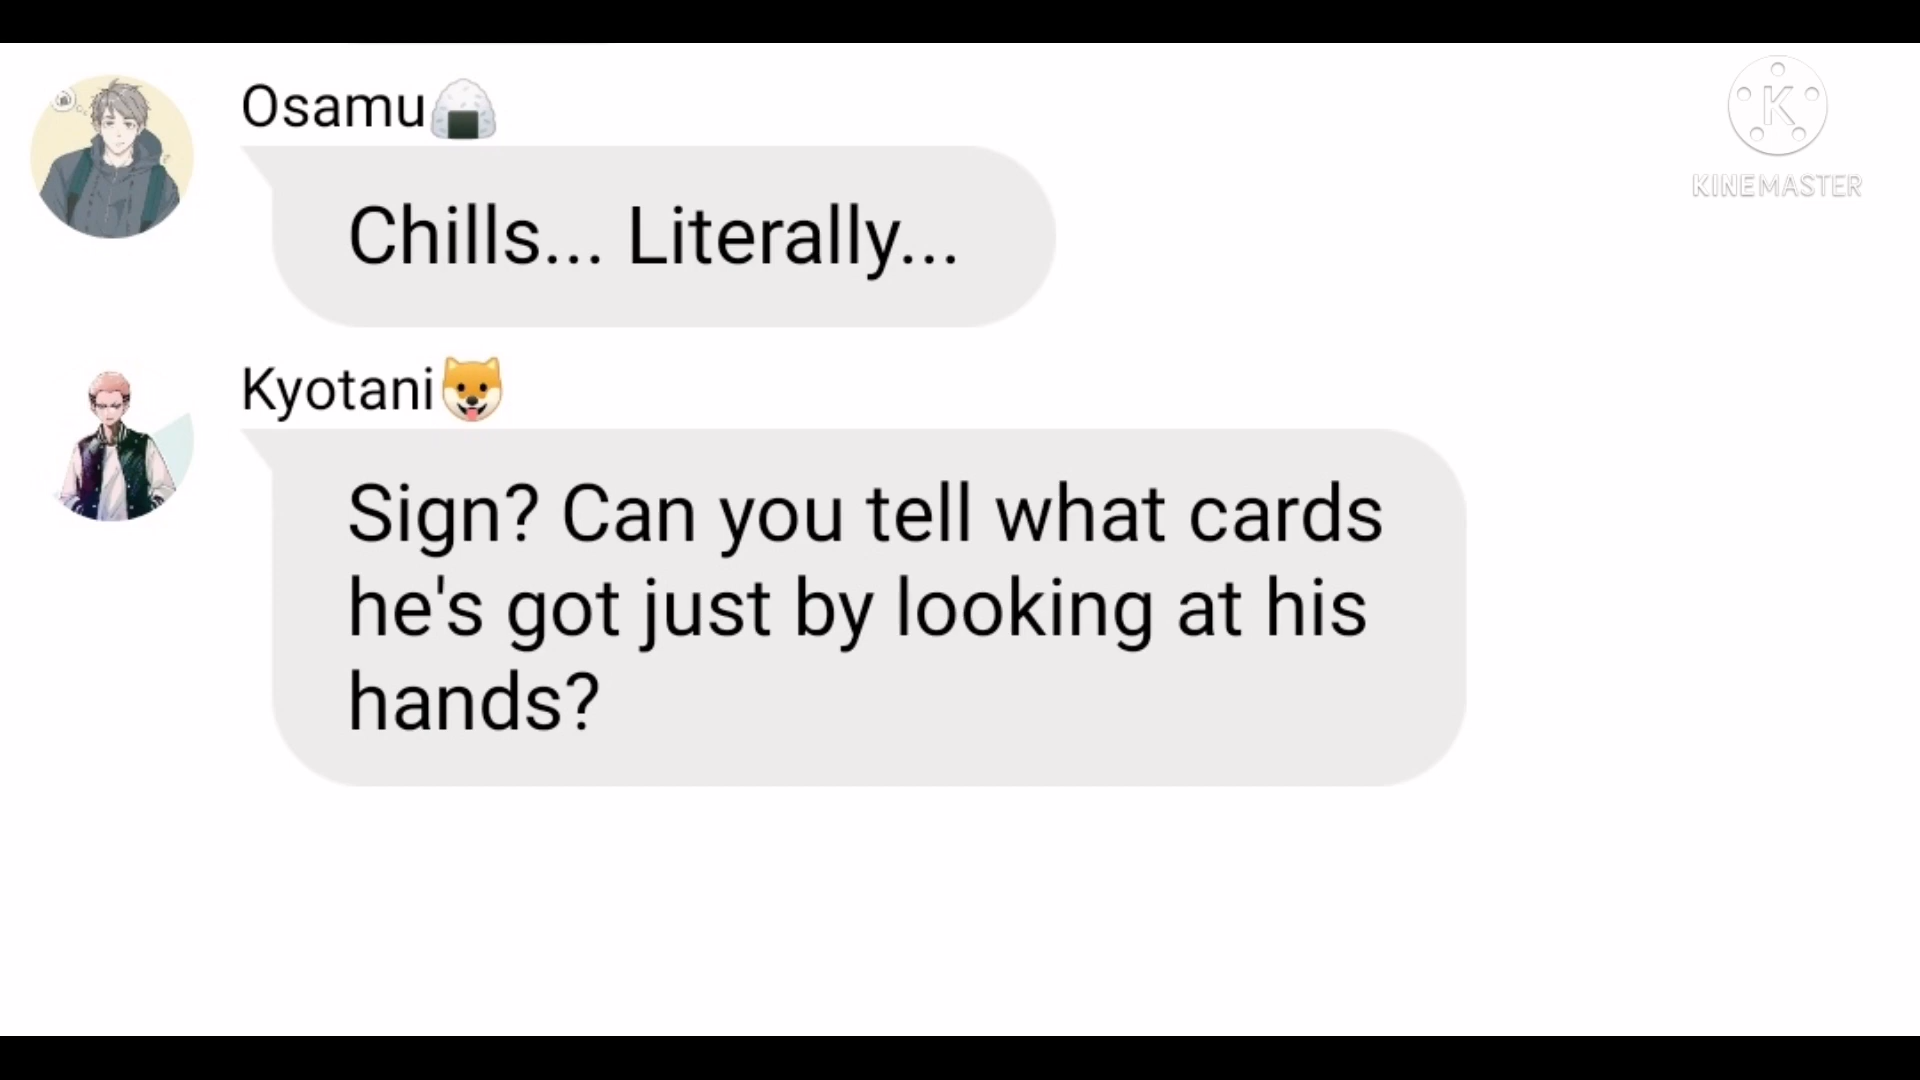 Osamu🍙
K
KINEMASTER
Chills... Literally...
Kyotani🐶
Sign? Can you tell what cards
he's got just by looking at his
hands?